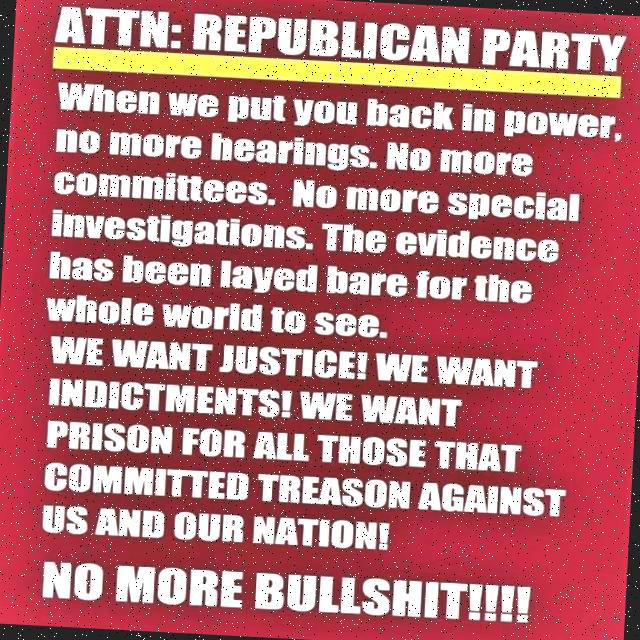 ATTN: REPUBLICAN PARTY
When we put you back in power,
no more hearings. No more
committees. No more special
investigations. The evidence
has been layed bare for the
whole world to see.
WE WANT JUSTICE! WE WANT
INDICTMENTS! WE WANT
PRISON FOR ALL THOSE THAT
COMMITTED TREASON AGAINST
US AND OUR NATION!
NO MORE BULLSHIT!!!!